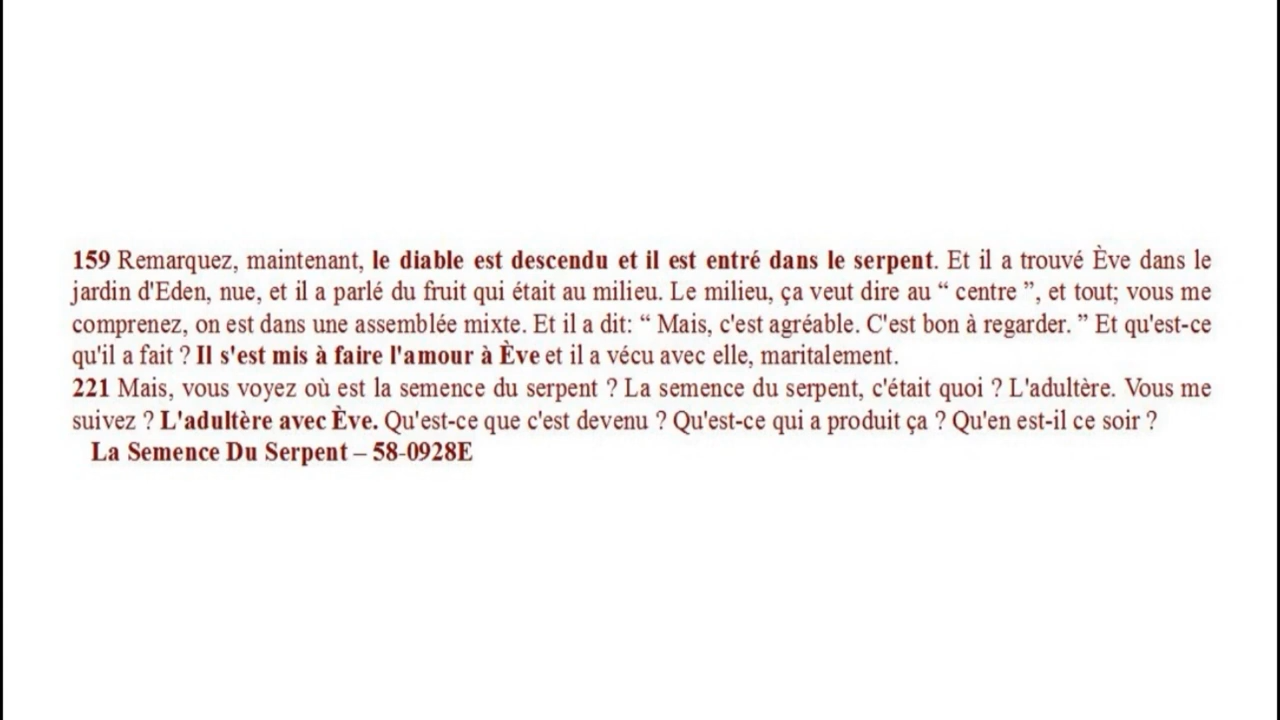 159 Remarquez, maintenant, le diable est descendu et il est entré dans le serpent. Et il a trouvé Ève dans le
jardin d'Eden, nue, et il a parlé du fruit qui était au milieu. Le milieu, ça veut dire au “ centre ”, et tout; vous me
comprenez, on est dans une assemblée mixte. Et il a dit: “ Mais, c'est agréable. C'est bon à regarder. ” Et qu'est-ce
qu'il a fait ? Il s'est mis à faire l'amour à Ève et il a vécu avec elle, maritalement.
221 Mais, vous voyez où est la semence du serpent ? La semence du serpent, c'était quoi ? L'adultère. Vous me
suivez ? L'adultère avec Ève. Qu'est-ce que c'est devenu ? Qu'est-ce qui a produit ça ? Qu'en est-il ce soir ?
La Semence Du Serpent – 58-0928E